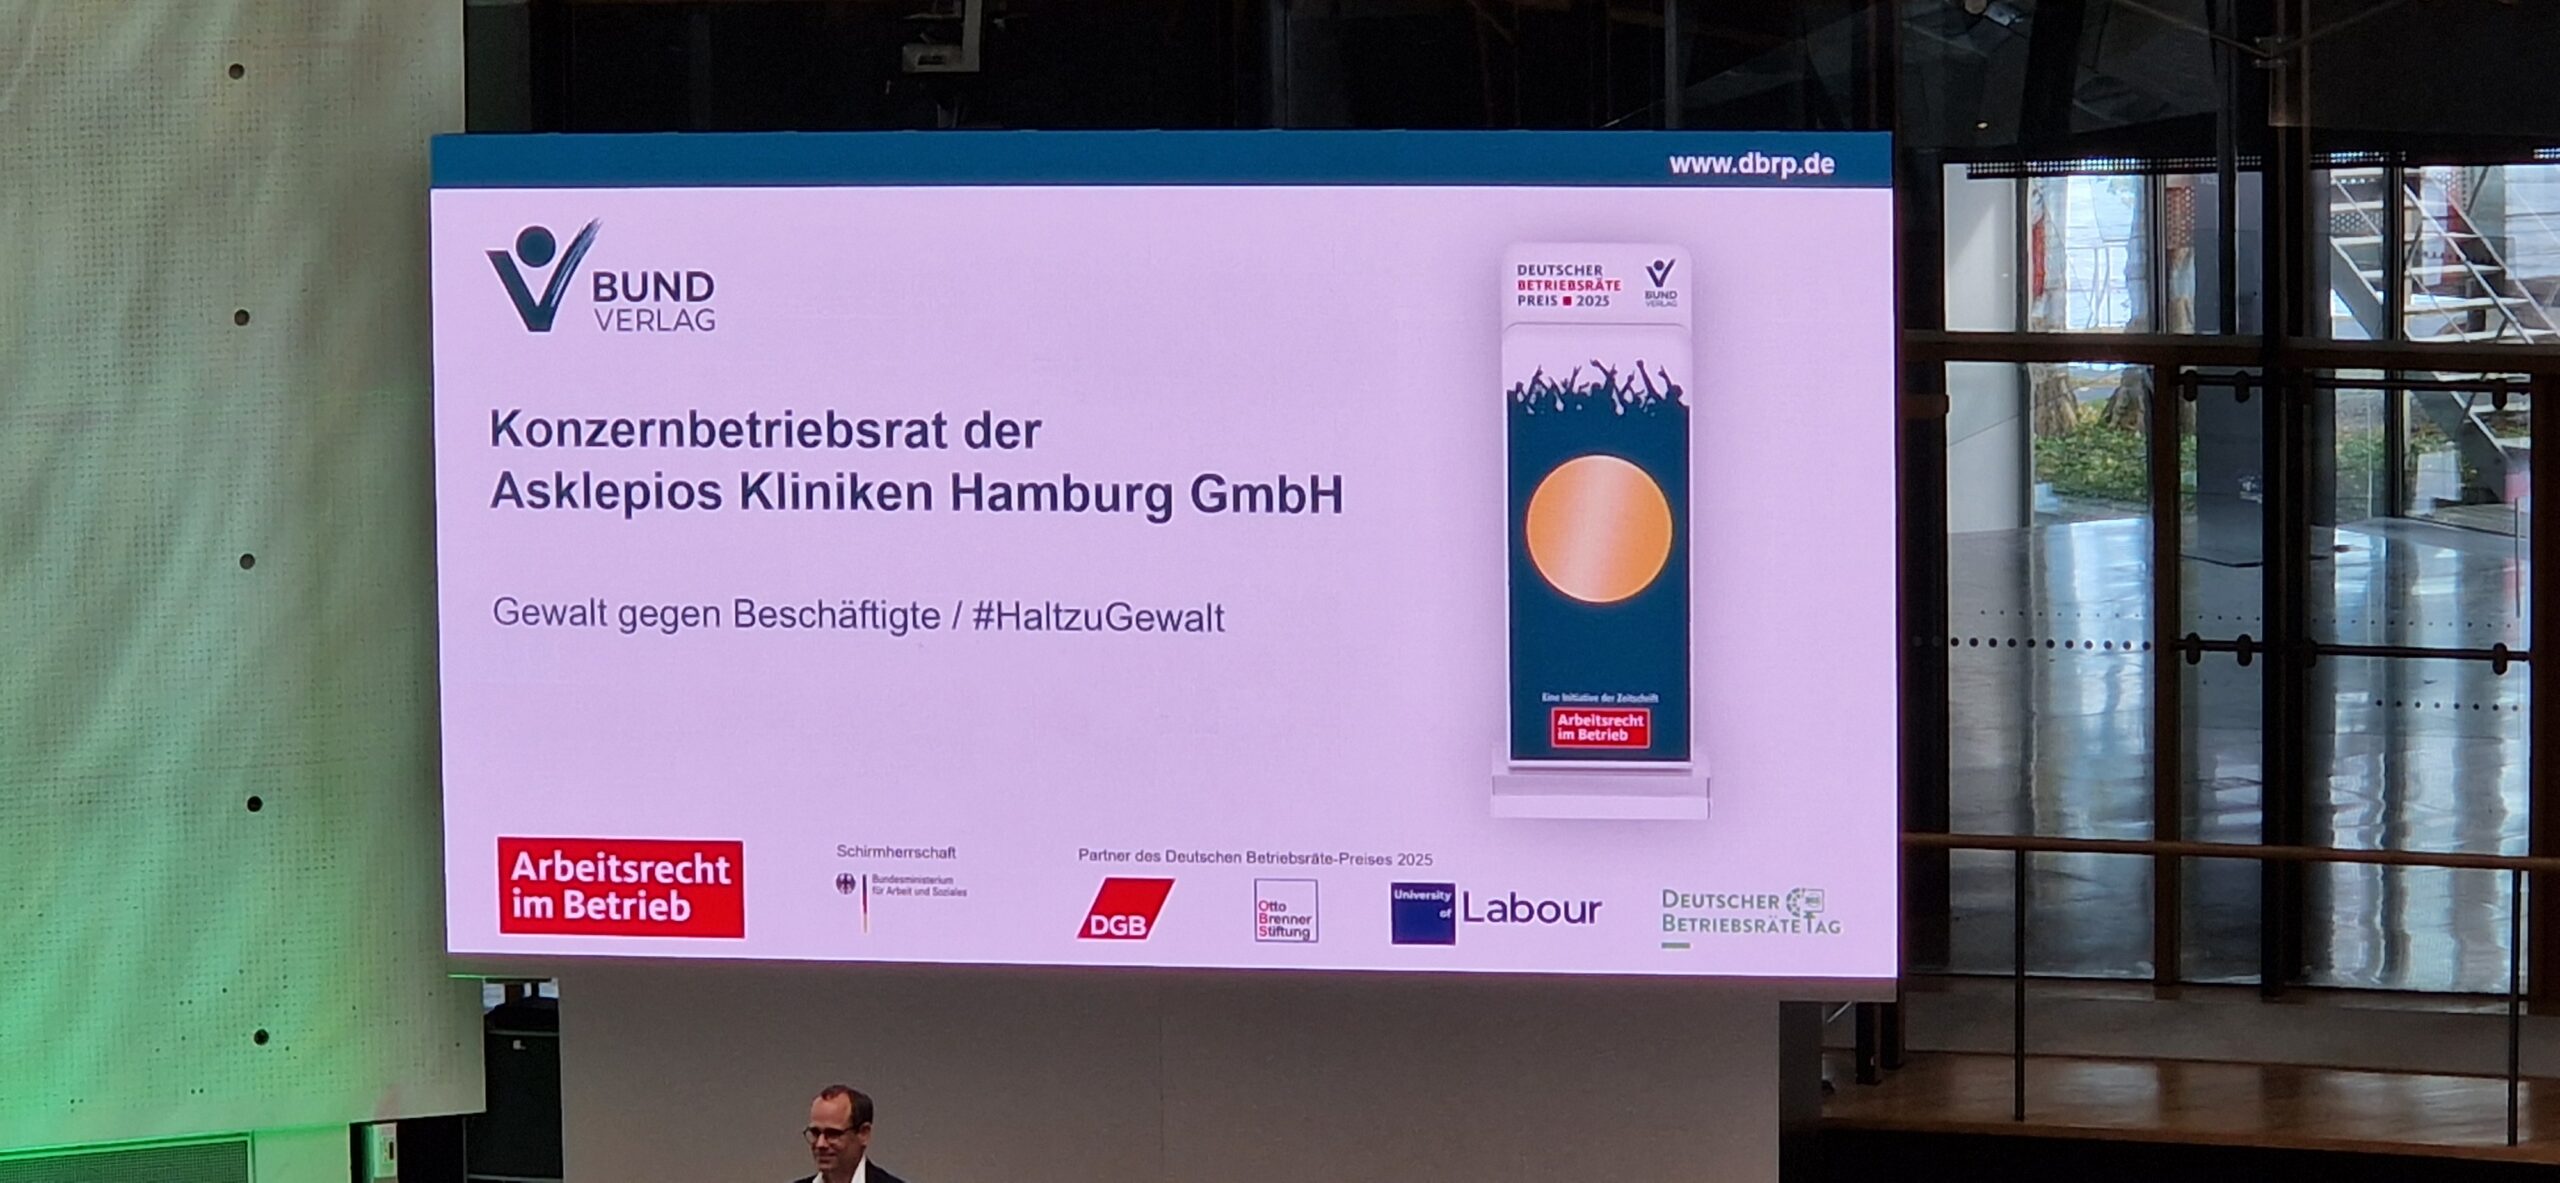 www.dbrp.de
BUND
VERLAG
DEUTSCHER
BETRIEBSRÄTE
PREIS 2025
BUND
VERLAG
Konzernbetriebsrat der
Asklepios Kliniken Hamburg GmbH
Gewalt gegen Beschäftigte / #HaltzuGewalt
Eine Initiative der Zeitschrift
Arbeitsrecht
im Betrieb
Arbeitsrecht
im Betrieb
Schirmherrschaft
Bundesministerium
für Arbeit und Soziales
Partner des Deutschen Betriebsräte-Preises 2025
DGB
Otto
Brenner
Stiftung
University
of
Labour
DEUTSCHER
BETRIEBSRÄTETAG